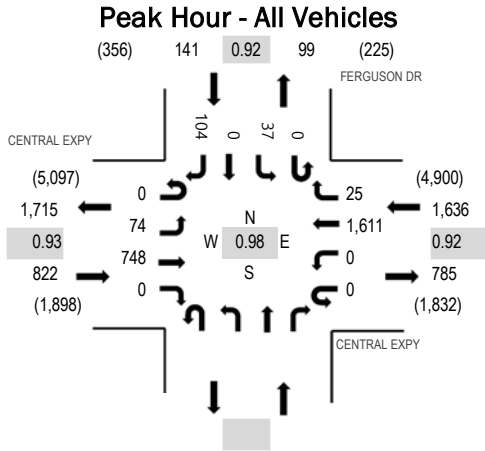 Peak Hour - All Vehicles
(356) 141 0.92 99 (225)
FERGUSON DR
CENTRAL EXPY
104 0 37 0
(5,097) 0 25 (4,900)
1,715 1,636
74 N 1,611
0.93 W 0.98 E 0.92
748 S 0
822 785
0 0
(1,898) (1,832)
CENTRAL EXPY